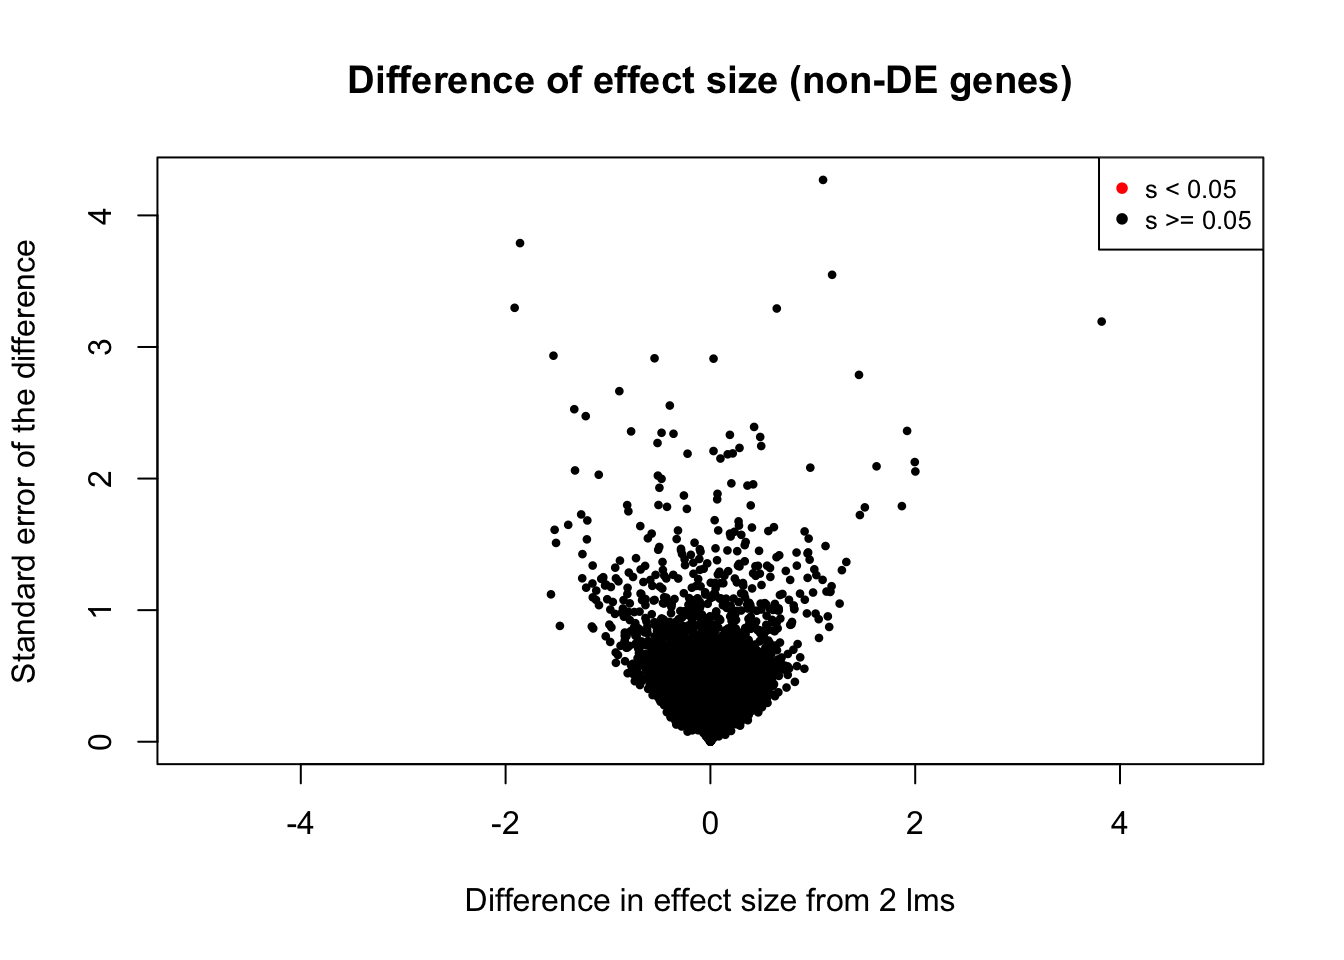 Difference of effect size (non-DE genes)
s < 0.05
s >= 0.05
Standard error of the difference
4
3
2
1
0
-4 -2 0 2 4
Difference in effect size from 2 lms